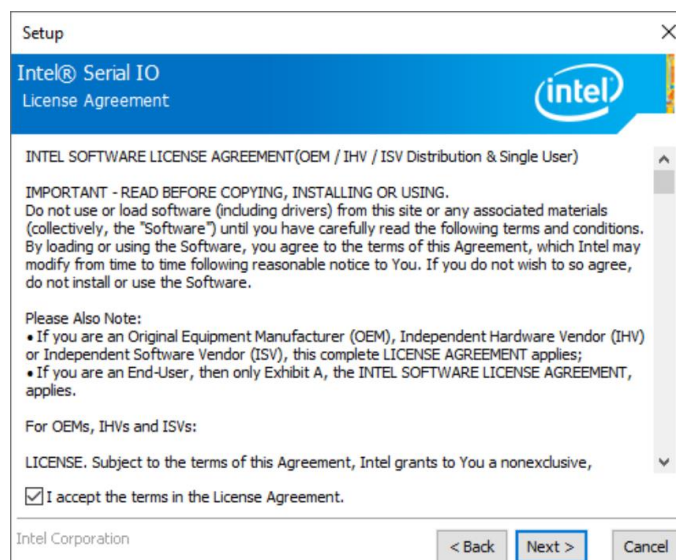 Setup
Intel® Serial IO
License Agreement
intel
INTEL SOFTWARE LICENSE AGREEMENT(OEM / IHV / ISV Distribution & Single User)
IMPORTANT - READ BEFORE COPYING, INSTALLING OR USING.
Do not use or load software (including drivers) from this site or any associated materials
(collectively, the "Software") until you have carefully read the following terms and conditions.
By loading or using the Software, you agree to the terms of this Agreement, which Intel may
modify from time to time following reasonable notice to You. If you do not wish to so agree,
do not install or use the Software.
Please Also Note:
• If you are an Original Equipment Manufacturer (OEM), Independent Hardware Vendor (IHV)
or Independent Software Vendor (ISV), this complete LICENSE AGREEMENT applies;
• If you are an End-User, then only Exhibit A, the INTEL SOFTWARE LICENSE AGREEMENT,
applies.
For OEMs, IHVs and ISVs:
LICENSE. Subject to the terms of this Agreement, Intel grants to You a nonexclusive,
I accept the terms in the License Agreement.
Intel Corporation
< Back Next > Cancel